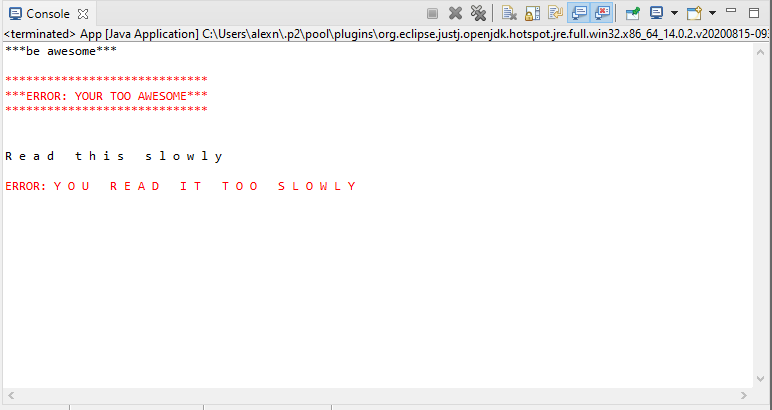 Console
<terminated> App [Java Application] C:\Users\alexn\.p2\pool\plugins\org.eclipse.justj.openjdk.hotspot.jre.full.win32.x86_64_14.0.2.v20200815-093
***be awesome***
*****************************
***ERROR: YOUR TOO AWESOME***
*****************************
R e a d   t h i s   s l o w l y
ERROR: Y O U   R E A D   I T   T O O   S L O W L Y